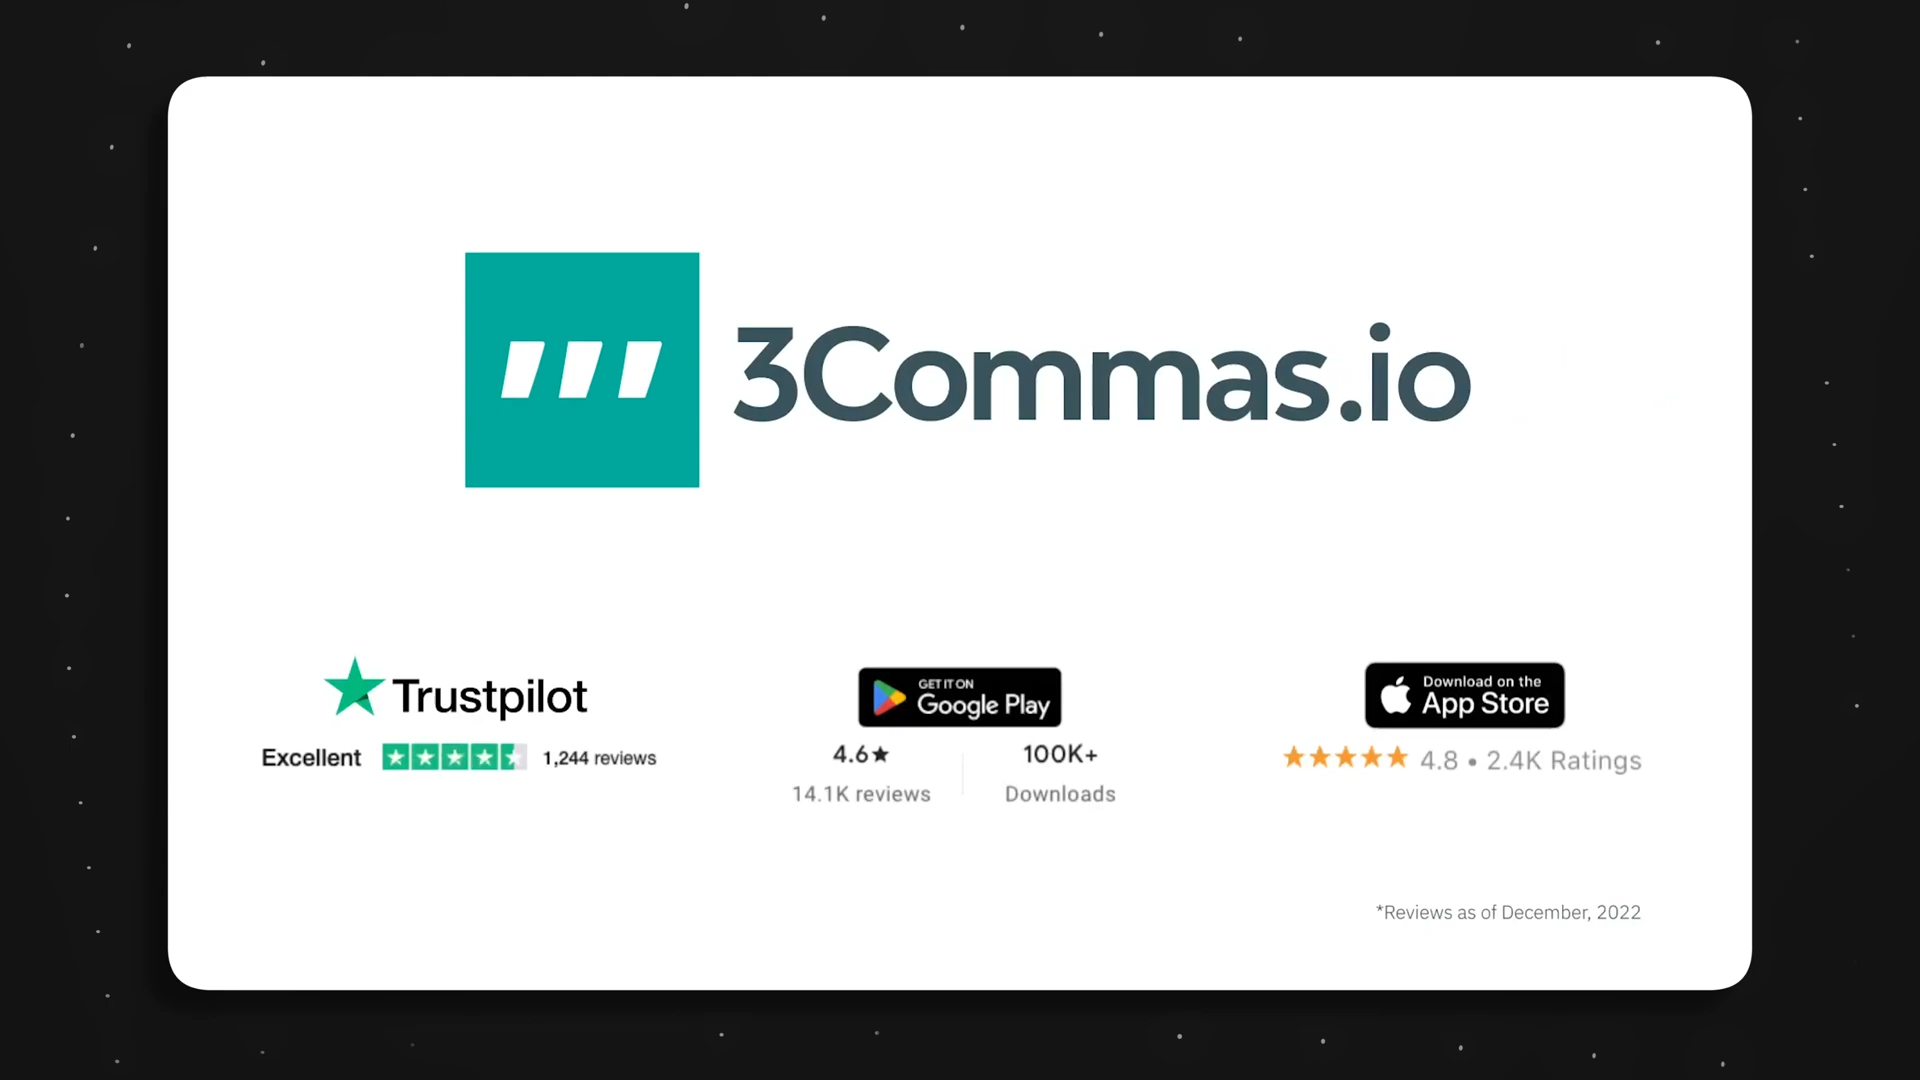 3Commas.io
Trustpilot
Excellent 1,244 reviews
GET IT ON
Google Play
4.6★ 100K+
14.1K reviews Downloads
Download on the
App Store
4.8 • 2.4K Ratings
*Reviews as of December, 2022